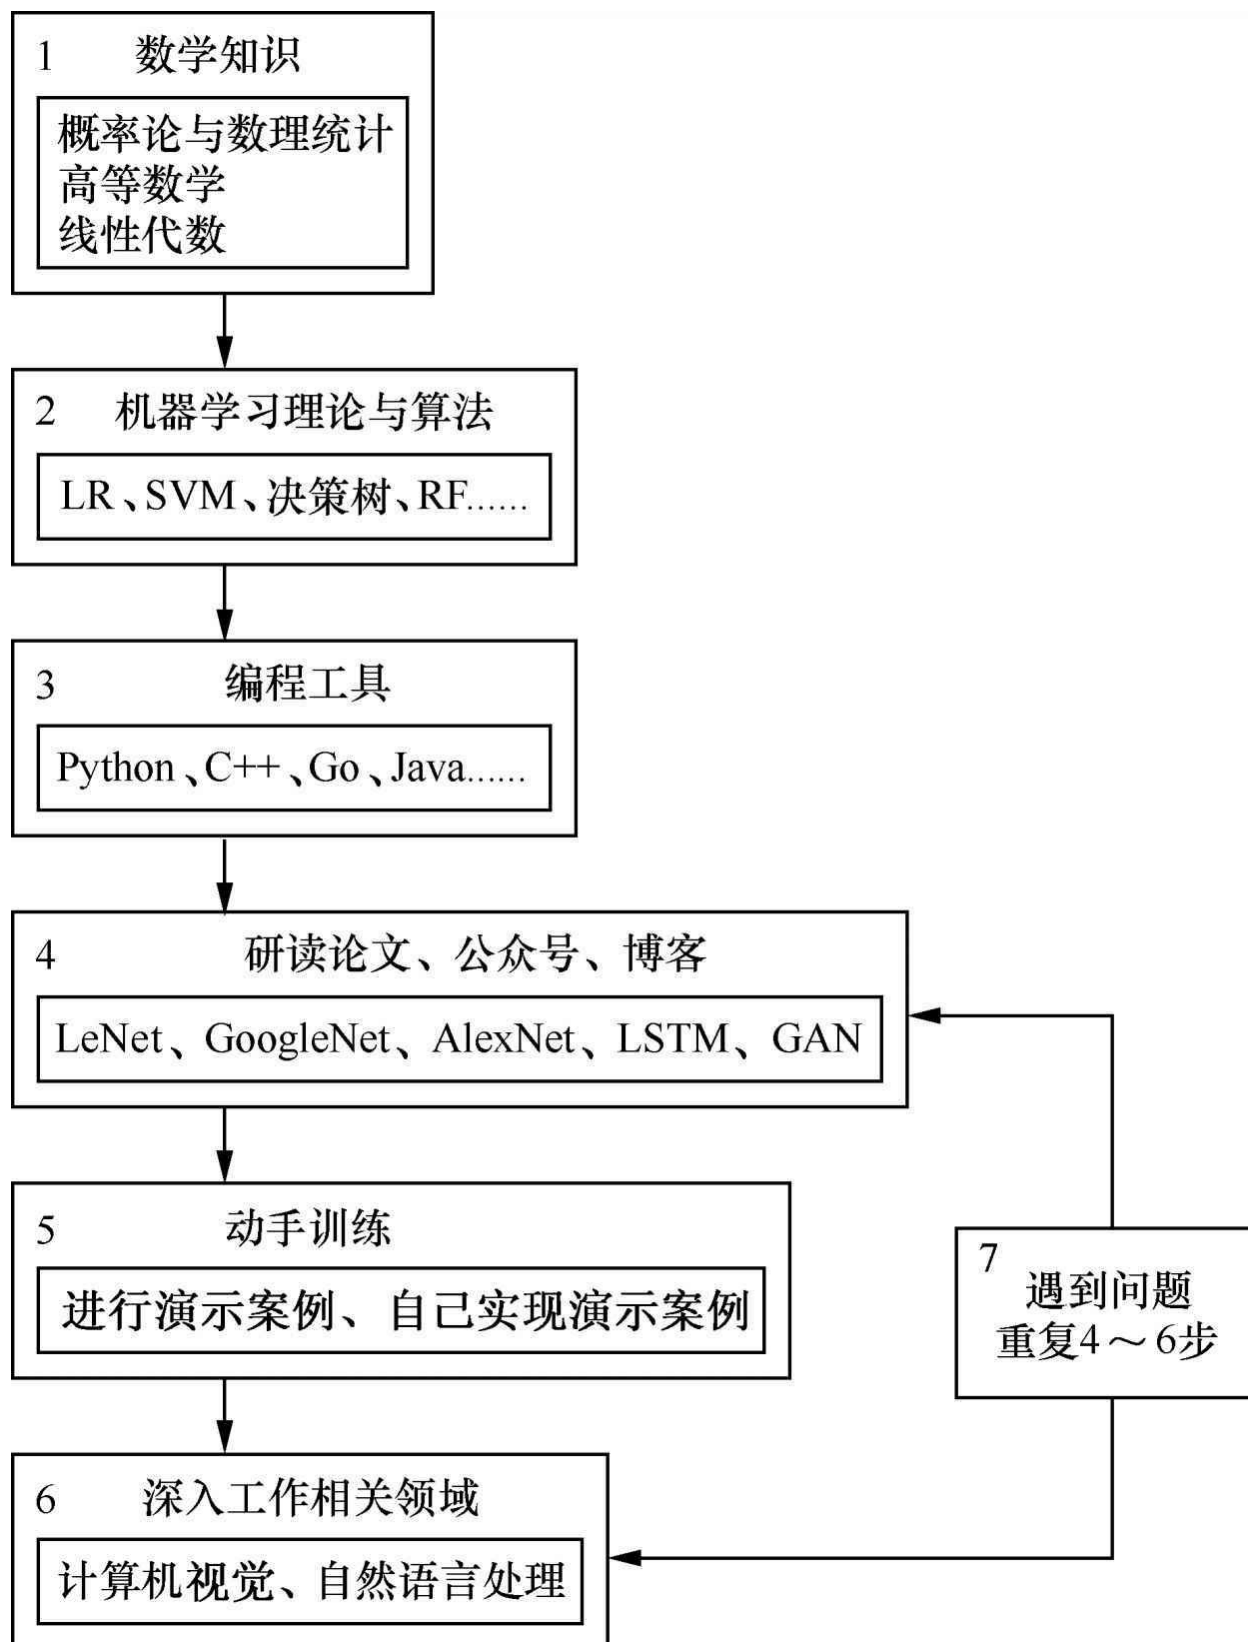 1 数学知识
概率论与数理统计
高等数学
线性代数
2 机器学习理论与算法
LR、SVM、决策树、RF......
3 编程工具
Python、C++、Go、Java......
4 研读论文、公众号、博客
LeNet、GoogleNet、AlexNet、LSTM、GAN
5 动手训练
进行演示案例、自己实现演示案例
6 深入工作相关领域
计算机视觉、自然语言处理
7
遇到问题
重复4～6步